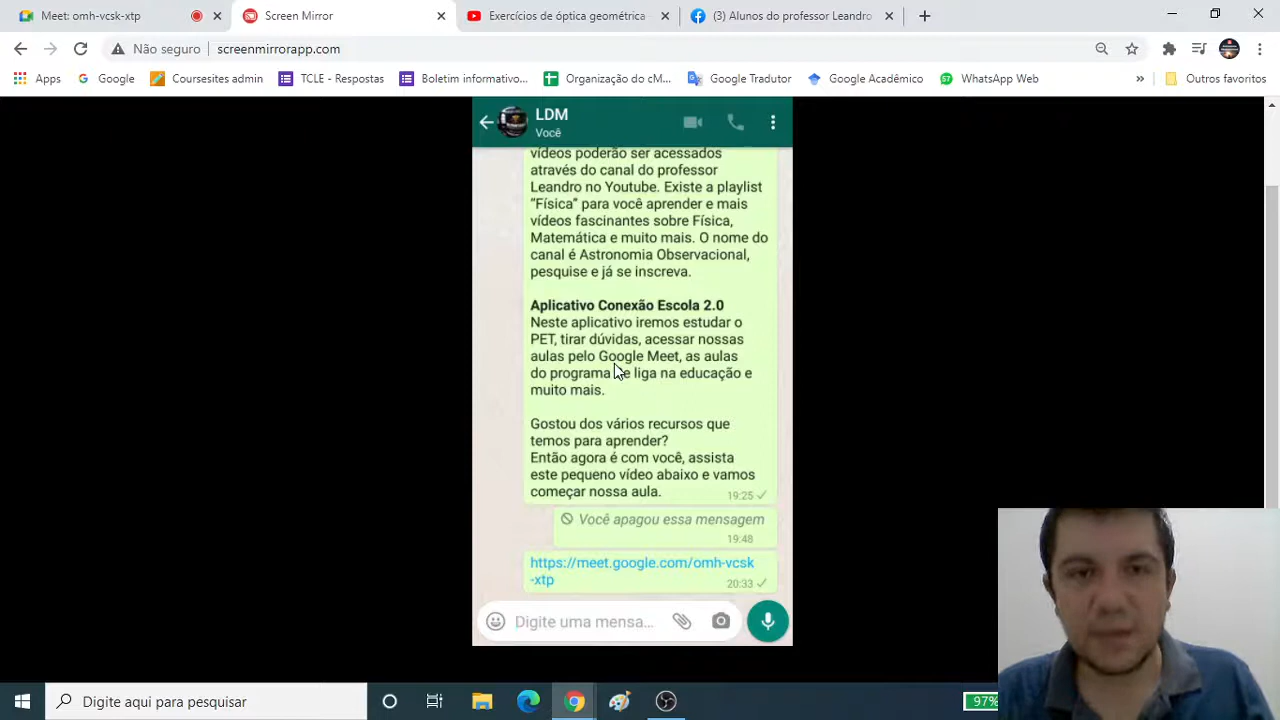 Meet: omh-vcsk-xtp
Screen Mirror
Exercícios de óptica geométrica -
(3) Alunos do professor Leandro
Não seguro
screenmirrorapp.com
Apps
Google
Coursesites admin
TCLE - Respostas
Boletim informativo...
Organização do cM...
Google Tradutor
Google Acadêmico
WhatsApp Web
»
Outros favoritos
LDM
Você
vídeos poderão ser acessados
através do canal do professor
Leandro no Youtube. Existe a playlist
“Física” para você aprender e mais
vídeos fascinantes sobre Física,
Matemática e muito mais. O nome do
canal é Astronomia Observacional,
pesquise e já se inscreva.
Aplicativo Conexão Escola 2.0
Neste aplicativo iremos estudar o
PET, tirar dúvidas, acessar nossas
aulas pelo Google Meet, as aulas
do programa liga na educação e
muito mais.
Gostou dos vários recursos que
temos para aprender?
Então agora é com você, assista
este pequeno vídeo abaixo e vamos
começar nossa aula.
19:25
Você apagou essa mensagem
19:48
https://meet.google.com/omh-vcsk
-xtp
20:33
Digite uma mensa...
Digite aqui para pesquisar
97%